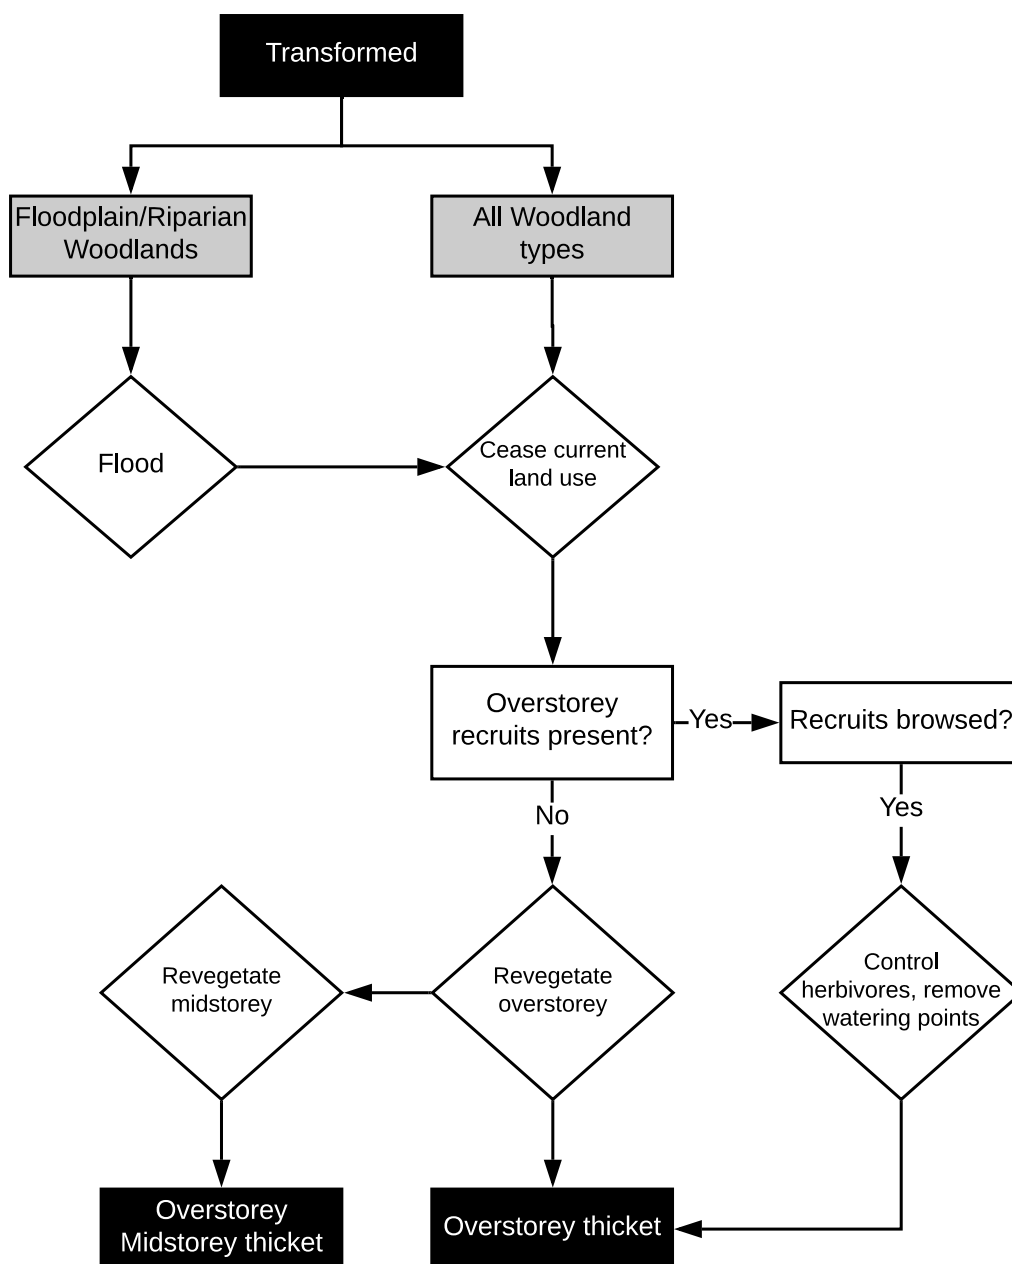 Transformed
Floodplain/Riparian
Woodlands
All Woodland
types
Flood
Cease current
land use
Overstorey
recruits present?
Yes
Recruits browsed?
No
Yes
Revegetate
midstorey
Revegetate
overstorey
Control
herbivores, remove
watering points
Overstorey
Midstorey thicket
Overstorey thicket